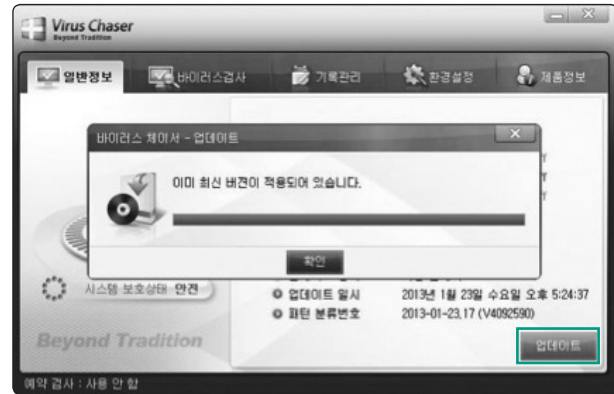 Virus Chaser
Beyond Tradition
일반정보 바이러스검사 기록관리 환경설정 제품정보
바이러스 체이서 - 업데이트
이미 최신 버젼이 적용되어 있습니다.
확인
시스템 보호상태 안전
업데이트 일시 2013년 1월 23일 수요일 오후 5:24:37
패턴 분류번호 2013-01-23,17 (V4092590)
Beyond Tradition
업데이트
예약 검사 : 사용 안 함